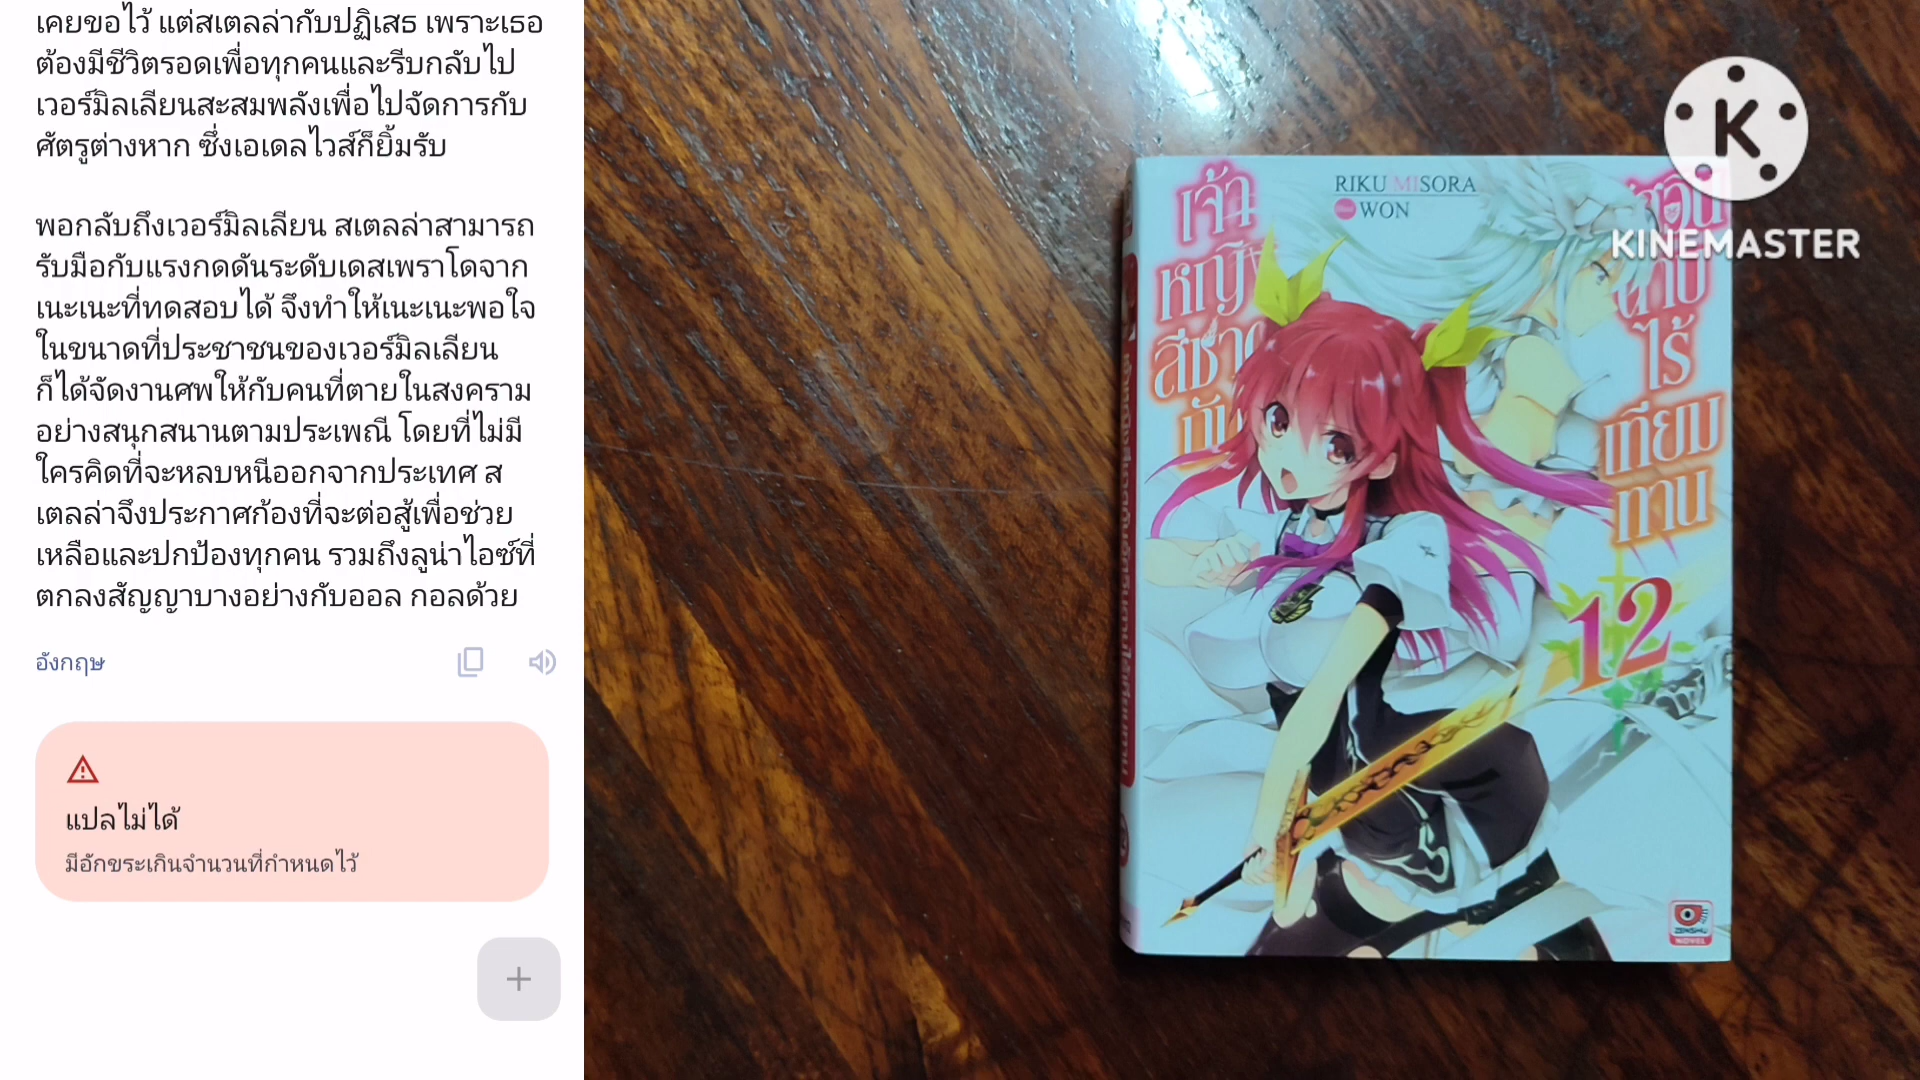 เคยขอไว้ แต่สเตลล่ากับปฏิเสธ เพราะเธอ
ต้องมีชีวิตรอดเพื่อทุกคนและรีบกลับไป
เวอร์มิลเลียนสะสมพลังเพื่อไปจัดการกับ
ศัตรูต่างหาก ซึ่งเอเดลไวส์ก็ยิ้มรับ
พอกลับถึงเวอร์มิลเลียน สเตลล่าสามารถ
รับมือกับแรงกดดันระดับเดสเพราโดจาก
เนะเนะที่ทดสอบได้ จึงทำให้เนะเนะพอใจ
ในขนาดที่ประชาชนของเวอร์มิลเลียน
ก็ได้จัดงานศพให้กับคนที่ตายในสงคราม
อย่างสนุกสนานตามประเพณี โดยที่ไม่มี
ใครคิดที่จะหลบหนีออกจากประเทศ ส
เตลล่าจึงประกาศก้องที่จะต่อสู้เพื่อช่วย
เหลือและปกป้องทุกคน รวมถึงลูน่าไอซ์ที่
ตกลงสัญญาบางอย่างกับออล กอลด้วย
อังกฤษ
แปลไม่ได้
มีอักขระเกินจำนวนที่กำหนดไว้
K
KINEMASTER
RIKU MISORA
WON
เจ้า
หญิง
สีชาด
กับ
ดาบ
ไร้
เทียม
ทาน
12
ZENSHU
NOVEL